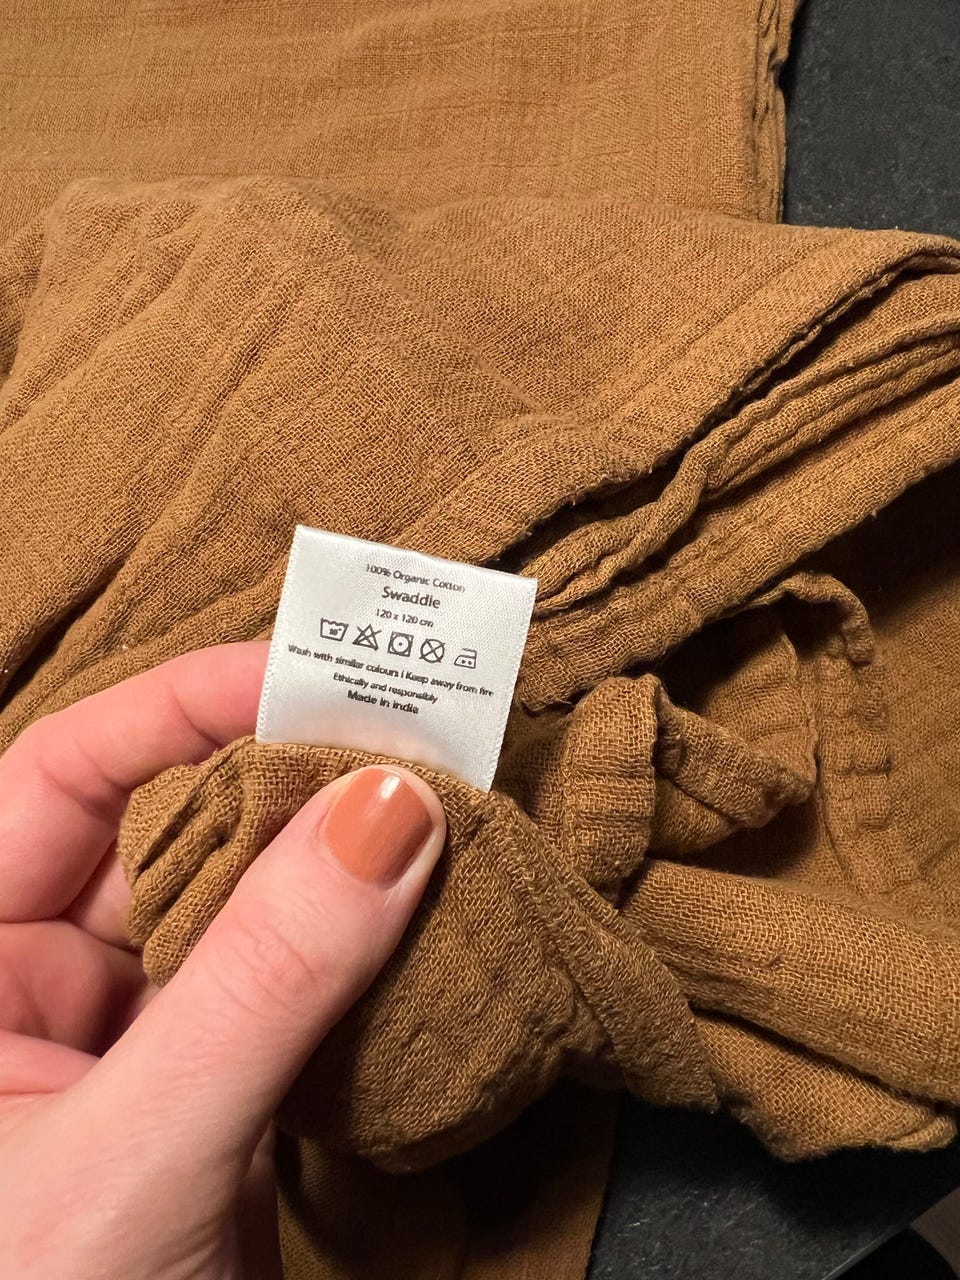 100% Organic Cotton
Swaddle
120 x 120 cm
Wash with similar colours | Keep away from fire
Ethically and responsibly
Made in India